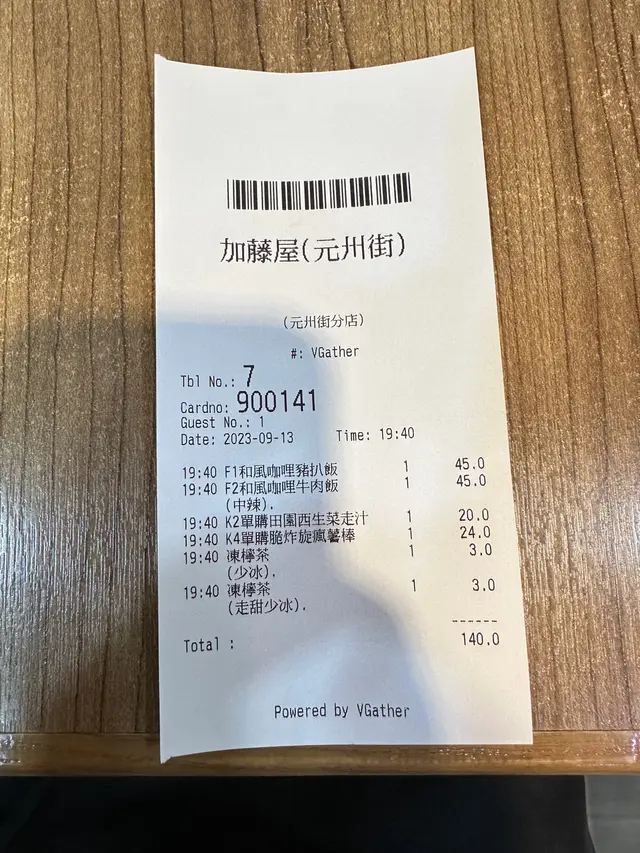 加藤屋(元州街)
(元州街分店)
#: VGather
Tbl No.: 7
Cardno: 900141
Guest No.: 1
Date: 2023-09-13 Time: 19:40
19:40 F1和風咖哩豬扒飯 1 45.0
19:40 F2和風咖哩牛肉飯 1 45.0
(中辣).
19:40 K2單購田園西生菜走汁 1 20.0
19:40 K4單購脆炸旋瘋薯棒 1 24.0
19:40 凍檸茶 1 3.0
(少冰).
19:40 凍檸茶 1 3.0
(走甜少冰).
------
Total : 140.0
Powered by VGather